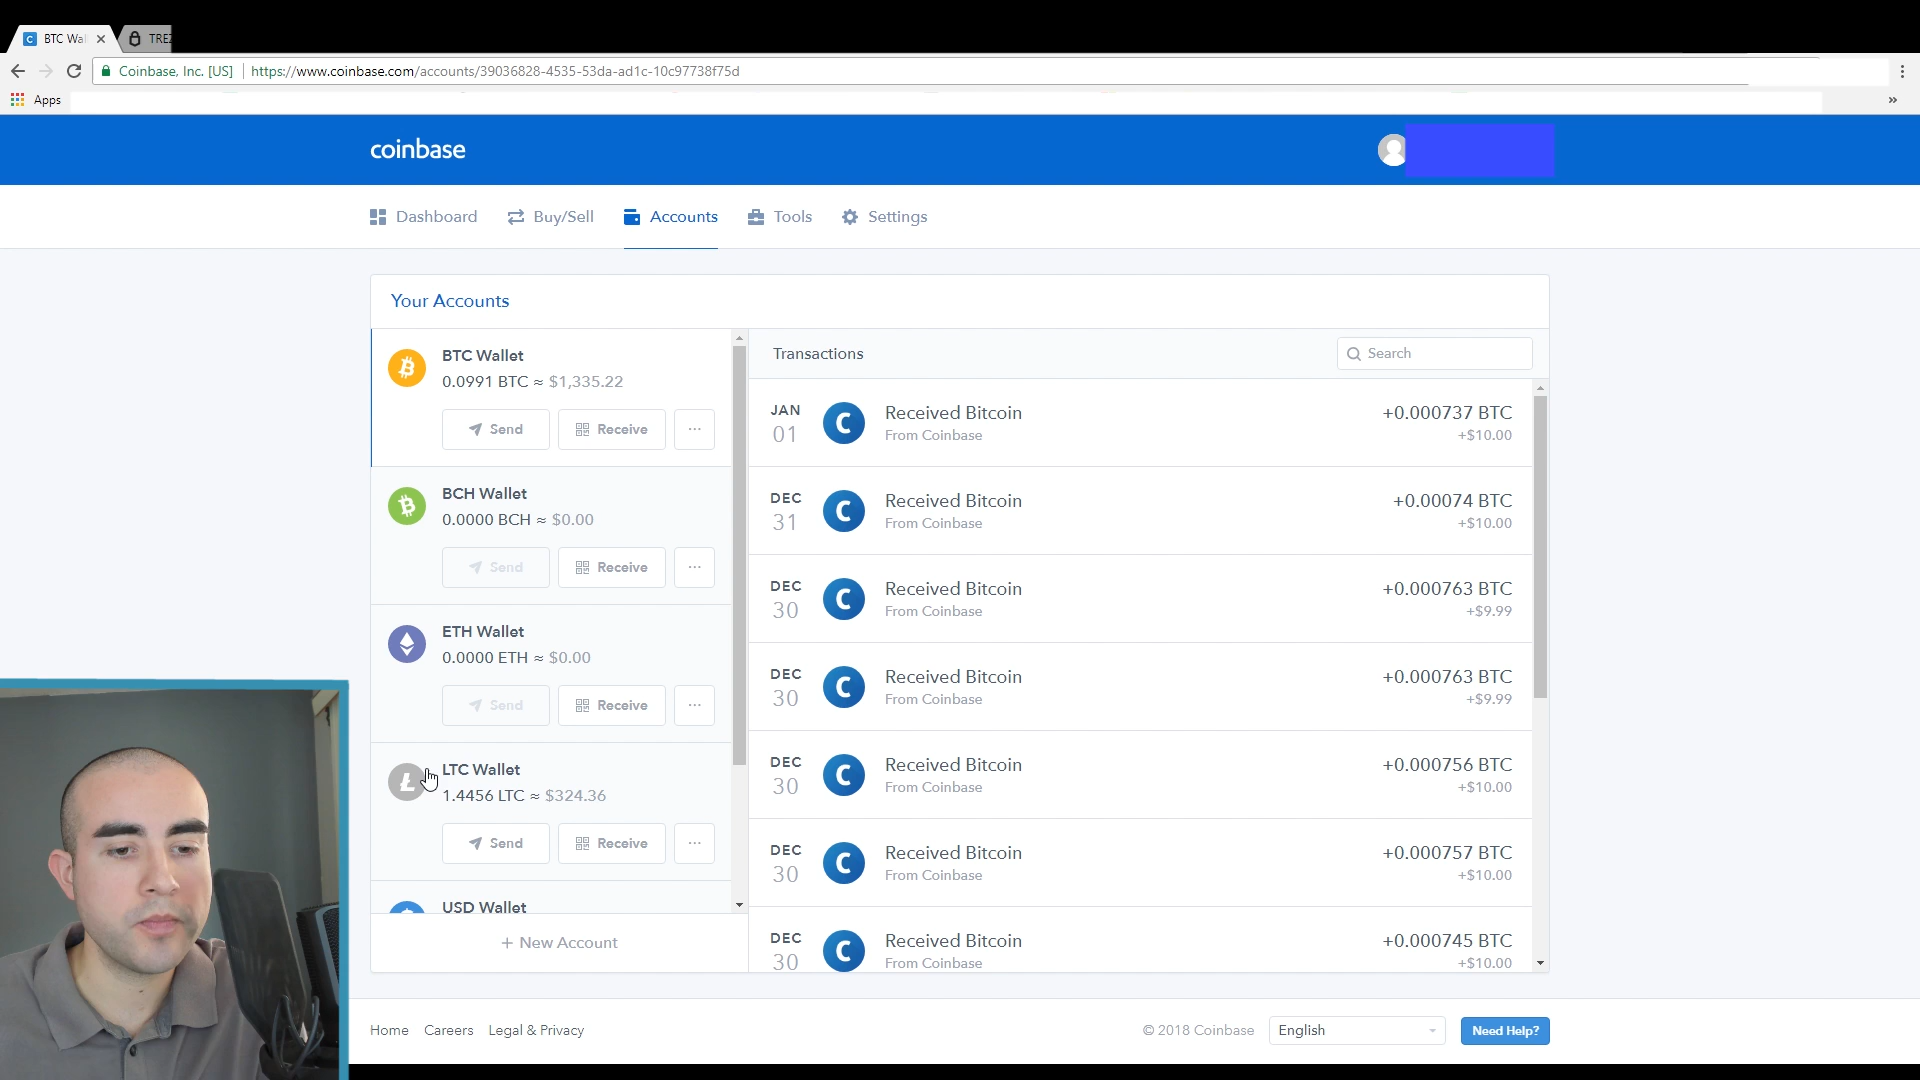 BTC Wal
TREZ
Coinbase, Inc. [US]
https://www.coinbase.com/accounts/39036828-4535-53da-ad1c-10c97738f75d
Apps
»
coinbase
Dashboard
Buy/Sell
Accounts
Tools
Settings
Your Accounts
BTC Wallet
0.0991 BTC ≈ $1,335.22
Send
Receive
...
BCH Wallet
0.0000 BCH ≈ $0.00
Send
Receive
...
ETH Wallet
0.0000 ETH ≈ $0.00
Send
Receive
...
LTC Wallet
1.4456 LTC ≈ $324.36
Send
Receive
...
USD Wallet
+ New Account
Transactions
Search
JAN
01
Received Bitcoin
From Coinbase
+0.000737 BTC
+$10.00
DEC
31
Received Bitcoin
From Coinbase
+0.00074 BTC
+$10.00
DEC
30
Received Bitcoin
From Coinbase
+0.000763 BTC
+$9.99
DEC
30
Received Bitcoin
From Coinbase
+0.000763 BTC
+$9.99
DEC
30
Received Bitcoin
From Coinbase
+0.000756 BTC
+$10.00
DEC
30
Received Bitcoin
From Coinbase
+0.000757 BTC
+$10.00
DEC
30
Received Bitcoin
From Coinbase
+0.000745 BTC
+$10.00
Home
Careers
Legal & Privacy
© 2018 Coinbase
English
Need Help?